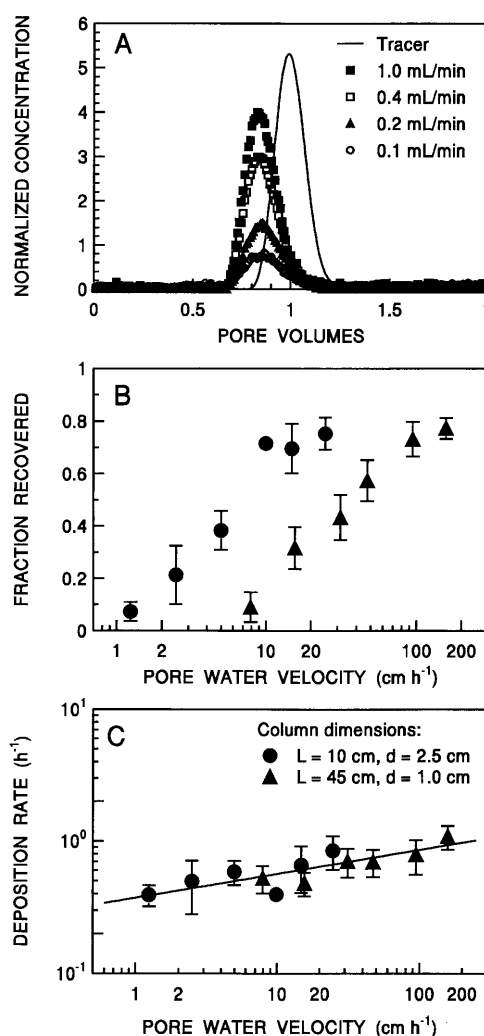 A
6
5
4
3
2
1
0
NORMALIZED CONCENTRATION
Tracer
1.0 mL/min
0.4 mL/min
0.2 mL/min
0.1 mL/min
0 0.5 1 1.5 2
PORE VOLUMES
B
1
0.8
0.6
0.4
0.2
0
FRACTION RECOVERED
1 2 10 20 100 200
PORE WATER VELOCITY (cm h⁻¹)
C
10¹
10⁰
10⁻¹
DEPOSITION RATE (h⁻¹)
Column dimensions:
L = 10 cm, d = 2.5 cm
L = 45 cm, d = 1.0 cm
1 2 10 20 100 200
PORE WATER VELOCITY (cm h⁻¹)